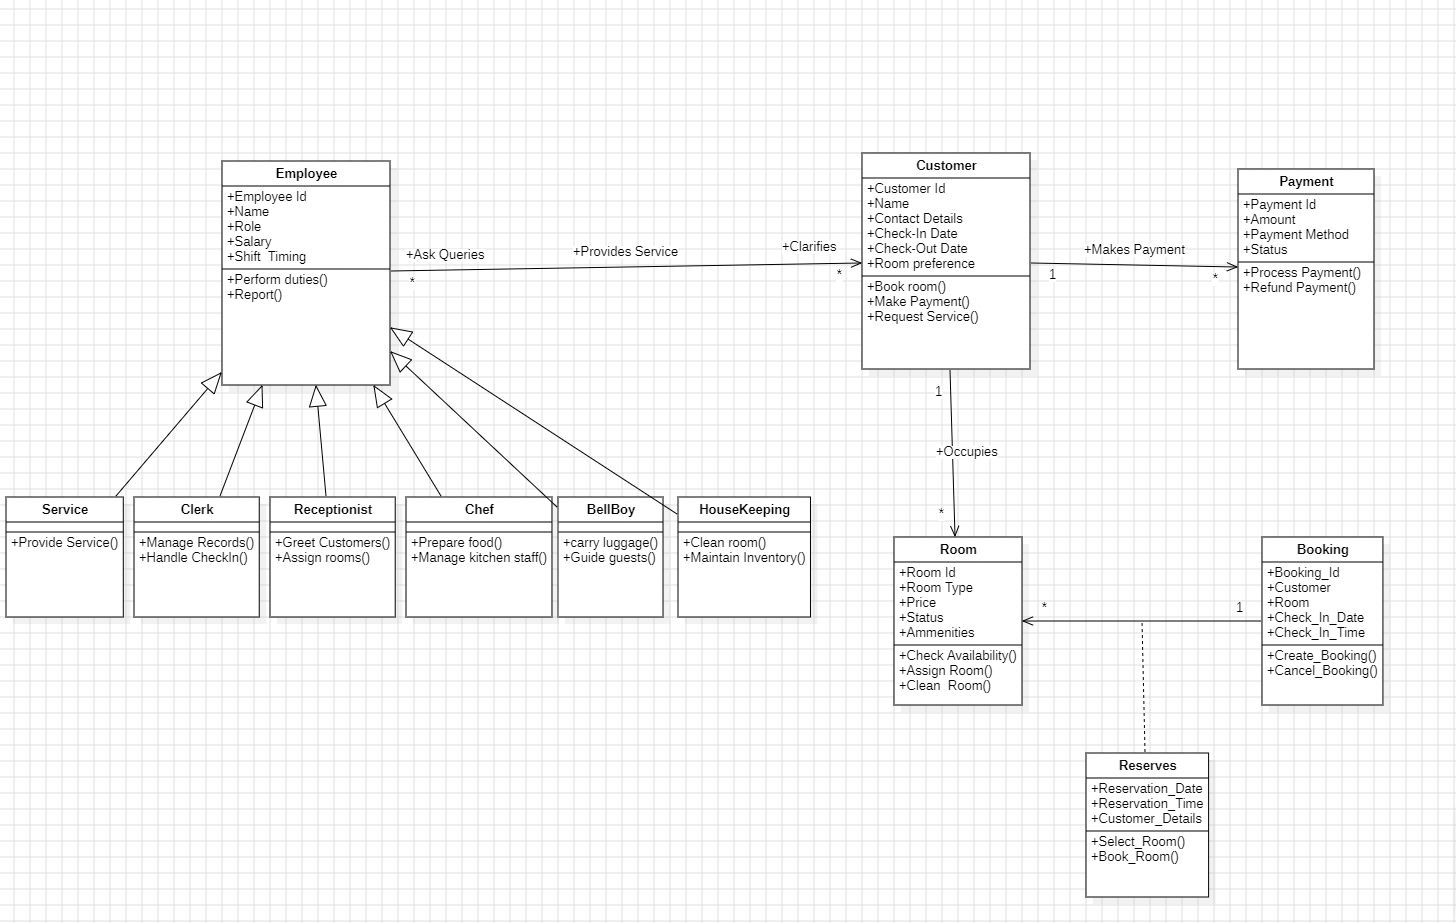 Employee
+Employee Id
+Name
+Role
+Salary
+Shift  Timing
+Perform duties()
+Report()
+Ask Queries
*
+Provides Service
+Clarifies
*
Customer
+Customer Id
+Name
+Contact Details
+Check-In Date
+Check-Out Date
+Room preference
+Book room()
+Make Payment()
+Request Service()
+Makes Payment
1
*
Payment
+Payment Id
+Amount
+Payment Method
+Status
+Process Payment()
+Refund Payment()
1
+Occupies
*
Service
+Provide Service()
Clerk
+Manage Records()
+Handle CheckIn()
Receptionist
+Greet Customers()
+Assign rooms()
Chef
+Prepare food()
+Manage kitchen staff()
BellBoy
+carry luggage()
+Guide guests()
HouseKeeping
+Clean room()
+Maintain Inventory()
Room
+Room Id
+Room Type
+Price
+Status
+Ammenities
+Check Availability()
+Assign Room()
+Clean  Room()
*
1
Booking
+Booking_Id
+Customer
+Room
+Check_In_Date
+Check_In_Time
+Create_Booking()
+Cancel_Booking()
Reserves
+Reservation_Date
+Reservation_Time
+Customer_Details
+Select_Room()
+Book_Room()